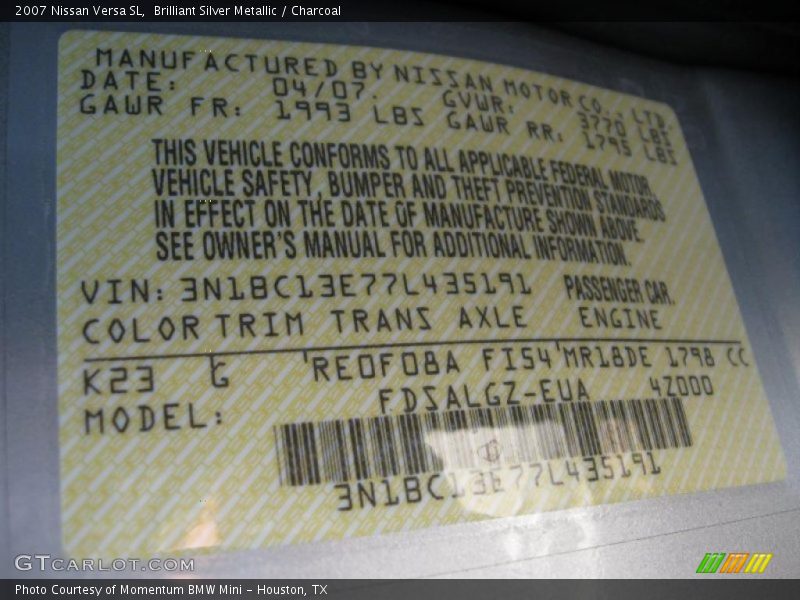 2007 Nissan Versa SL,  Brilliant Silver Metallic / Charcoal
MANUFACTURED BY NISSAN MOTOR CO., LTD.
DATE: 04/07. GVWR: 3770 LBS
GAWR FR: 1993 LBS GAWR RR: 1795 LBS
THIS VEHICLE CONFORMS TO ALL APPLICABLE FEDERAL MOTOR
VEHICLE SAFETY, BUMPER AND THEFT PREVENTION STANDARDS
IN EFFECT ON THE DATE OF MANUFACTURE SHOWN ABOVE.
SEE OWNER'S MANUAL FOR ADDITIONAL INFORMATION.
VIN: 3N1BC13E77L435191 PASSENGER CAR.
COLOR TRIM TRANS AXLE ENGINE
K23 G RE0F08A FI54 MR18DE 1798 CC
MODEL: FDSALGZ-EUA 4Z000
3N1BC13E77L435191
GTCARLOT.COM
Photo Courtesy of Momentum BMW Mini - Houston, TX